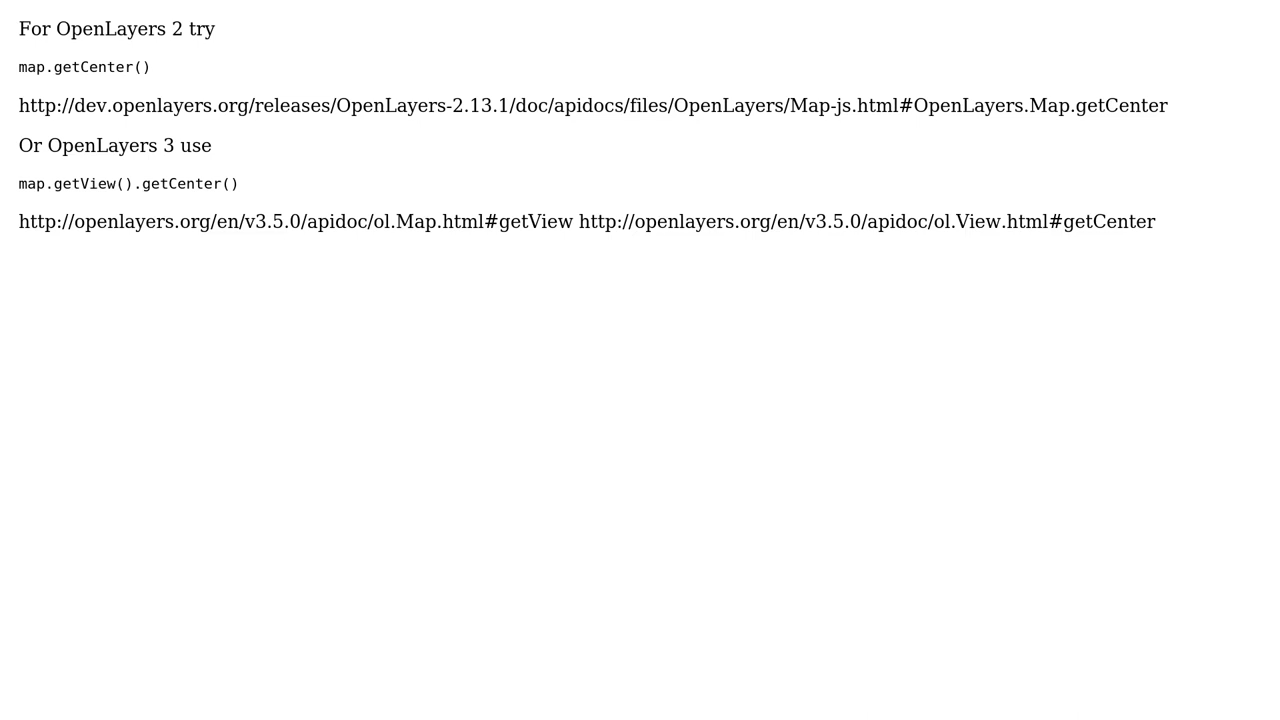 For OpenLayers 2 try
map.getCenter()
http://dev.openlayers.org/releases/OpenLayers-2.13.1/doc/apidocs/files/OpenLayers/Map-js.html#OpenLayers.Map.getCenter
Or OpenLayers 3 use
map.getView().getCenter()
http://openlayers.org/en/v3.5.0/apidoc/ol.Map.html#getView http://openlayers.org/en/v3.5.0/apidoc/ol.View.html#getCenter